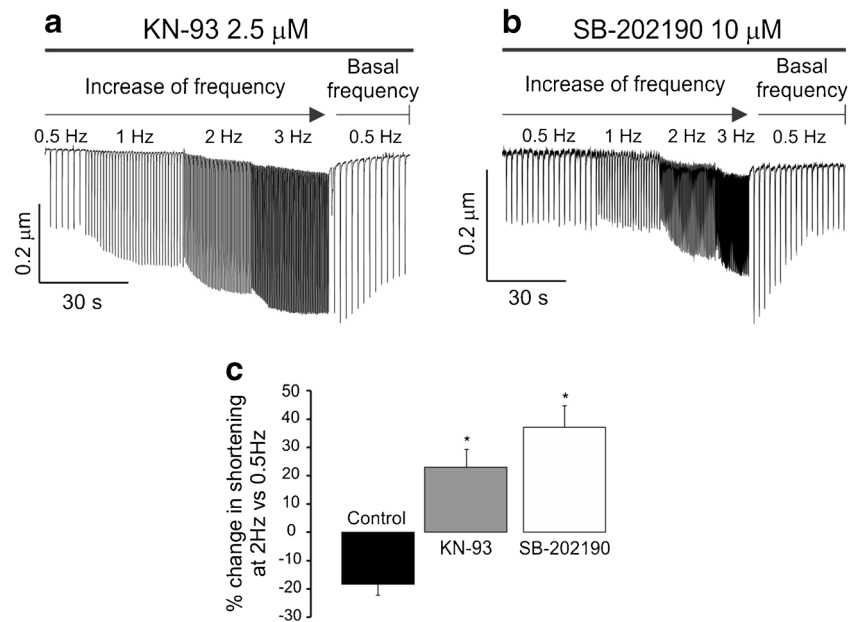 a
KN-93 2.5 μM
Increase of frequency
Basal
frequency
0.5 Hz 1 Hz 2 Hz 3 Hz 0.5 Hz
0.2 μm
30 s
b
SB-202190 10 μM
Increase of frequency
Basal
frequency
0.5 Hz 1 Hz 2 Hz 3 Hz 0.5 Hz
0.2 μm
30 s
c
% change in shortening
at 2Hz vs 0.5Hz
50
40
30
20
10
0
-10
-20
-30
Control
*
KN-93
*
SB-202190